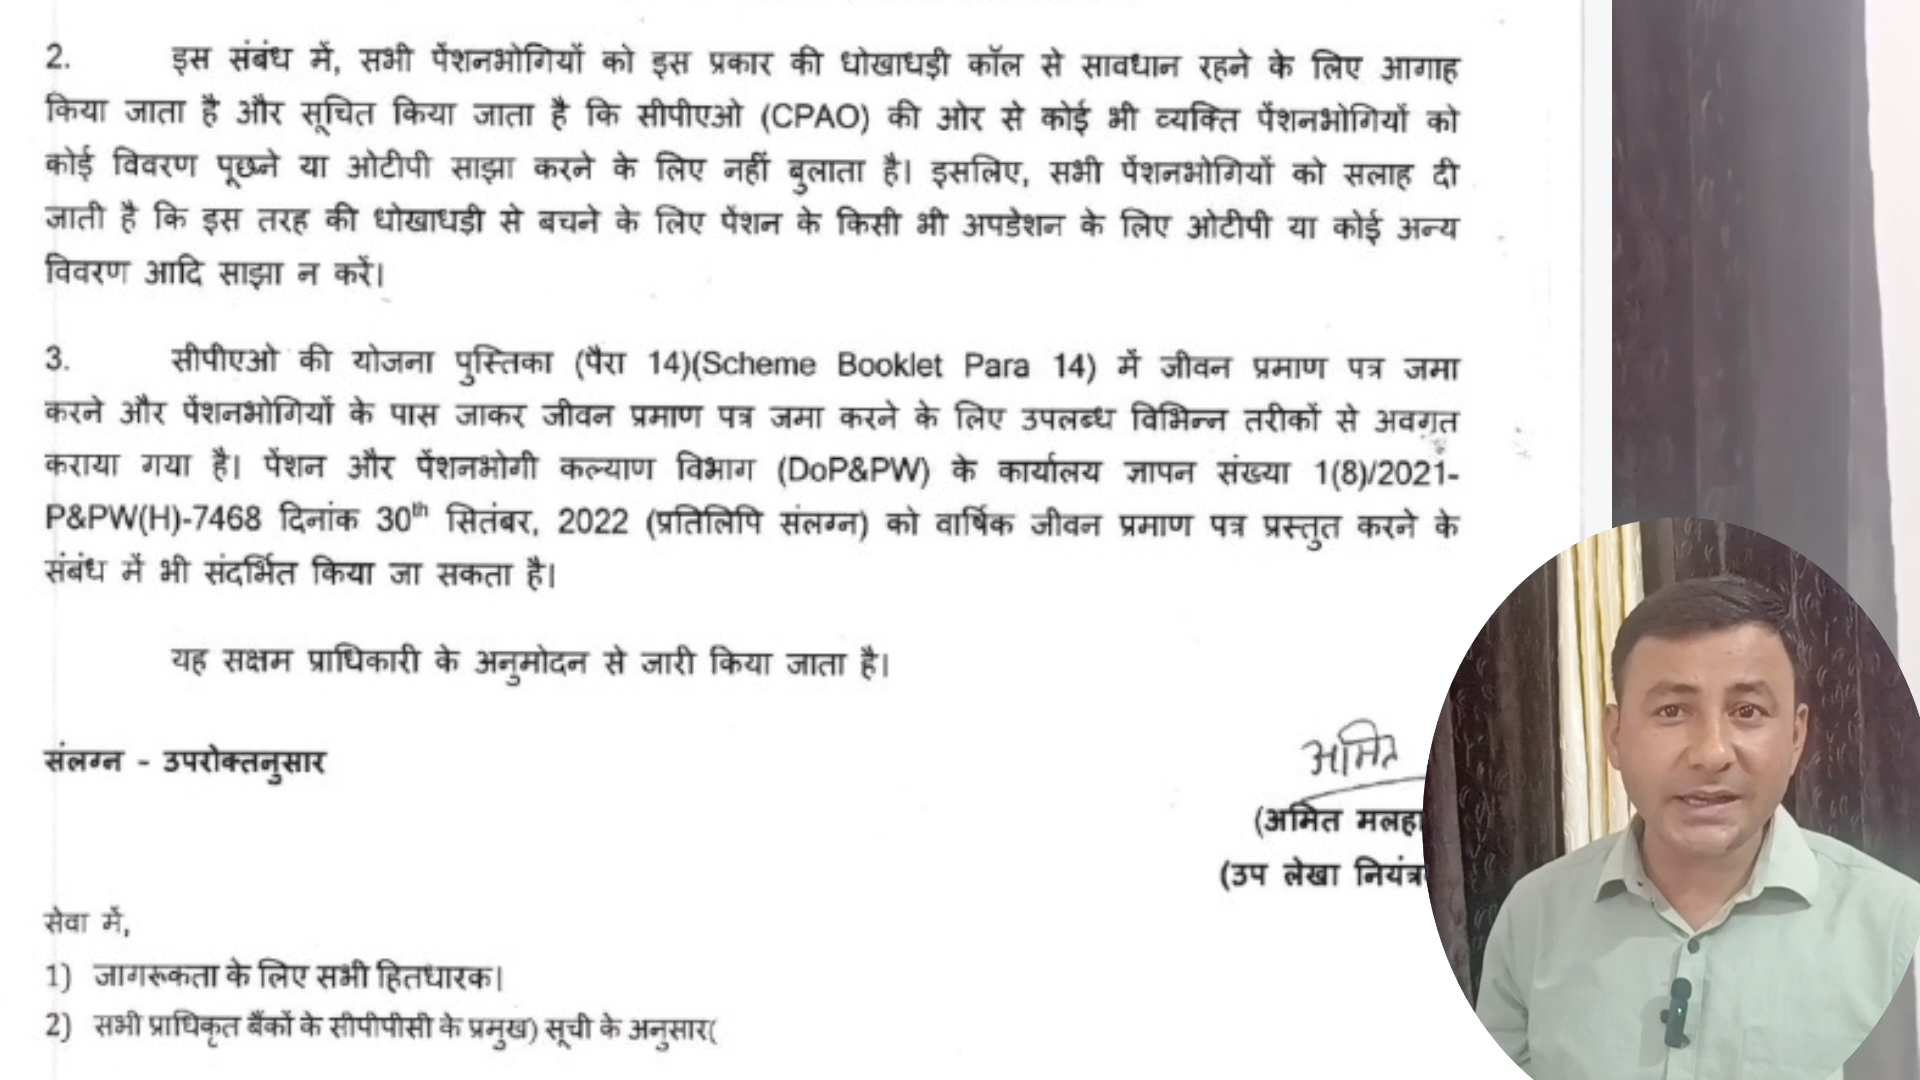 2. इस संबंध में, सभी पेंशनभोगियों को इस प्रकार की धोखाधड़ी कॉल से सावधान रहने के लिए आगाह
किया जाता है और सूचित किया जाता है कि सीपीएओ (CPAO) की ओर से कोई भी व्यक्ति पेंशनभोगियों को
कोई विवरण पूछने या ओटीपी साझा करने के लिए नहीं बुलाता है। इसलिए, सभी पेंशनभोगियों को सलाह दी
जाती है कि इस तरह की धोखाधड़ी से बचने के लिए पेंशन के किसी भी अपडेशन के लिए ओटीपी या कोई अन्य
विवरण आदि साझा न करें।
3. सीपीएओ की योजना पुस्तिका (पैरा 14)(Scheme Booklet Para 14) में जीवन प्रमाण पत्र जमा
करने और पेंशनभोगियों के पास जाकर जीवन प्रमाण पत्र जमा करने के लिए उपलब्ध विभिन्न तरीकों से अवगत
कराया गया है। पेंशन और पेंशनभोगी कल्याण विभाग (DoP&PW) के कार्यालय ज्ञापन संख्या 1(8)/2021-
P&PW(H)-7468 दिनांक 30th सितंबर, 2022 (प्रतिलिपि संलग्न) को वार्षिक जीवन प्रमाण पत्र प्रस्तुत करने के
संबंध में भी संदर्भित किया जा सकता है।
यह सक्षम प्राधिकारी के अनुमोदन से जारी किया जाता है।
संलग्न - उपरोक्तनुसार
अमित
(अमित
(उप लेखा
सेवा में,
1) जागरूकता के लिए सभी हितधारक।
2) सभी प्राधिकृत बैंकों के सीपीपीसी के प्रमुख) सूची के अनुसार(